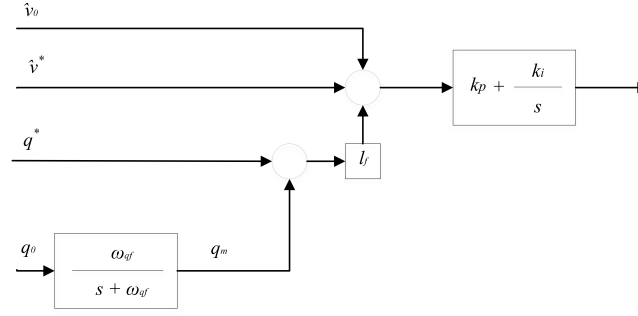 v̂₀
v̂*
kp + ki
s
q*
lf
q₀
ωqf
s + ωqf
qm